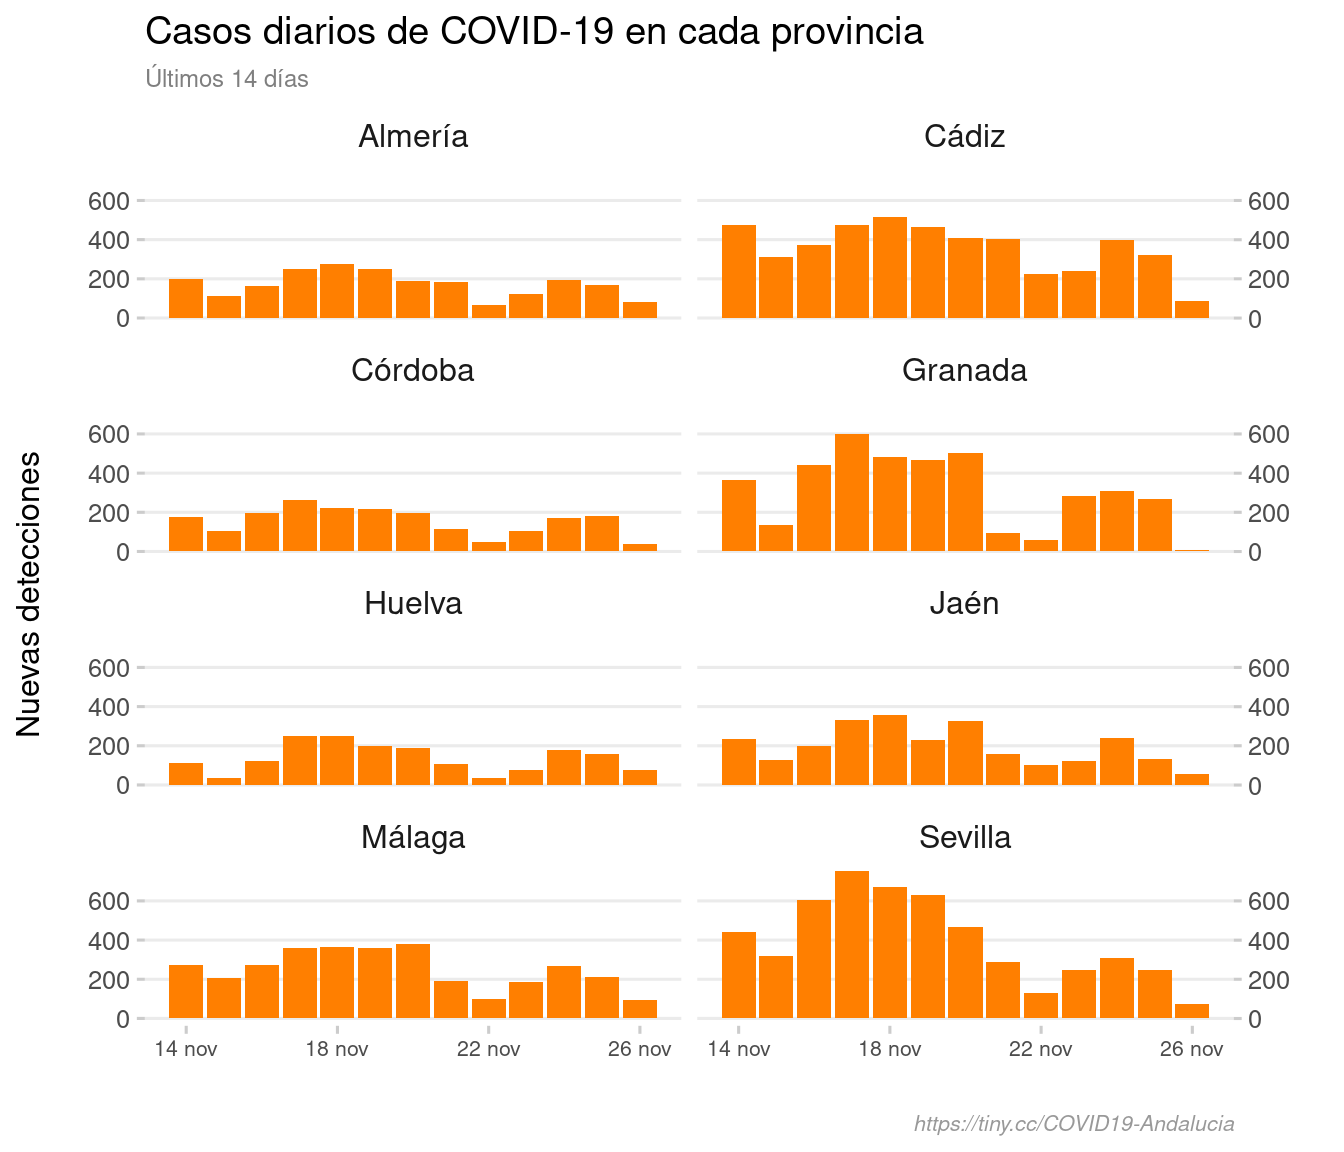 Casos diarios de COVID-19 en cada provincia
Últimos 14 días
Almería
Cádiz
600
400
200
0
600
400
200
0
Córdoba
Granada
600
400
200
0
600
400
200
0
Nuevas detecciones
Huelva
Jaén
600
400
200
0
600
400
200
0
Málaga
Sevilla
600
400
200
0
600
400
200
0
14 nov 18 nov 22 nov 26 nov
14 nov 18 nov 22 nov 26 nov
https://tiny.cc/COVID19-Andalucia